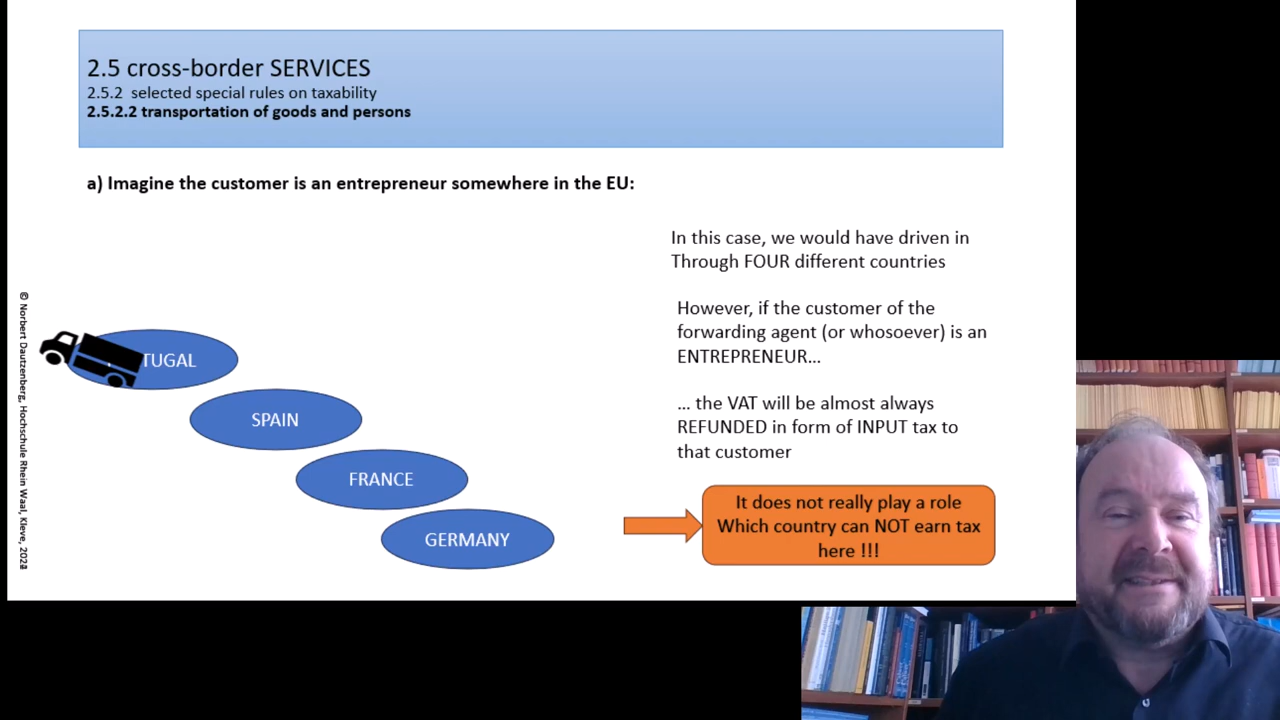 2.5 cross-border SERVICES
2.5.2 selected special rules on taxability
2.5.2.2 transportation of goods and persons
a) Imagine the customer is an entrepreneur somewhere in the EU:
In this case, we would have driven in
Through FOUR different countries
However, if the customer of the
forwarding agent (or whosoever) is an
ENTREPRENEUR...
... the VAT will be almost always
REFUNDED in form of INPUT tax to
that customer
TUGAL
SPAIN
FRANCE
GERMANY
It does not really play a role
Which country can NOT earn tax
here !!!
© Norbert Dautzenberg, Hochschule Rhein Waal, Kleve,